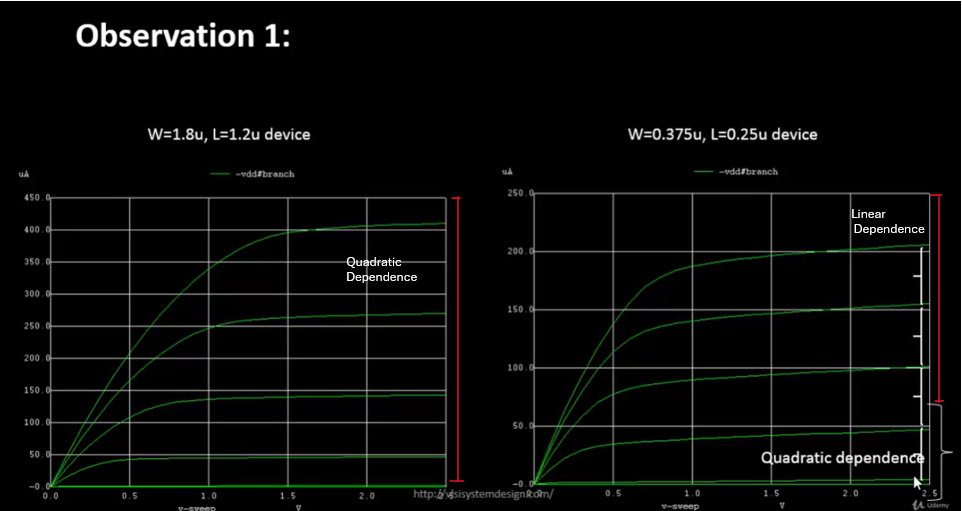 Observation 1:
W=1.8u, L=1.2u device
W=0.375u, L=0.25u device
uA
-vdd#branch
450.0
400.0
350.0
300.0
250.0
200.0
150.0
100.0
50.0
-0.0
0.0
0.5
1.0
1.5
2.0
v-sweep
V
Quadratic
Dependence
uA
-vdd#branch
250.0
200.0
150.0
100.0
50.0
-0.0
0.5
1.0
1.5
2.0
2.5
v-sweep
V
Linear
Dependence
Quadratic dependence
http://vlsisystemdesign.com/
Udemy